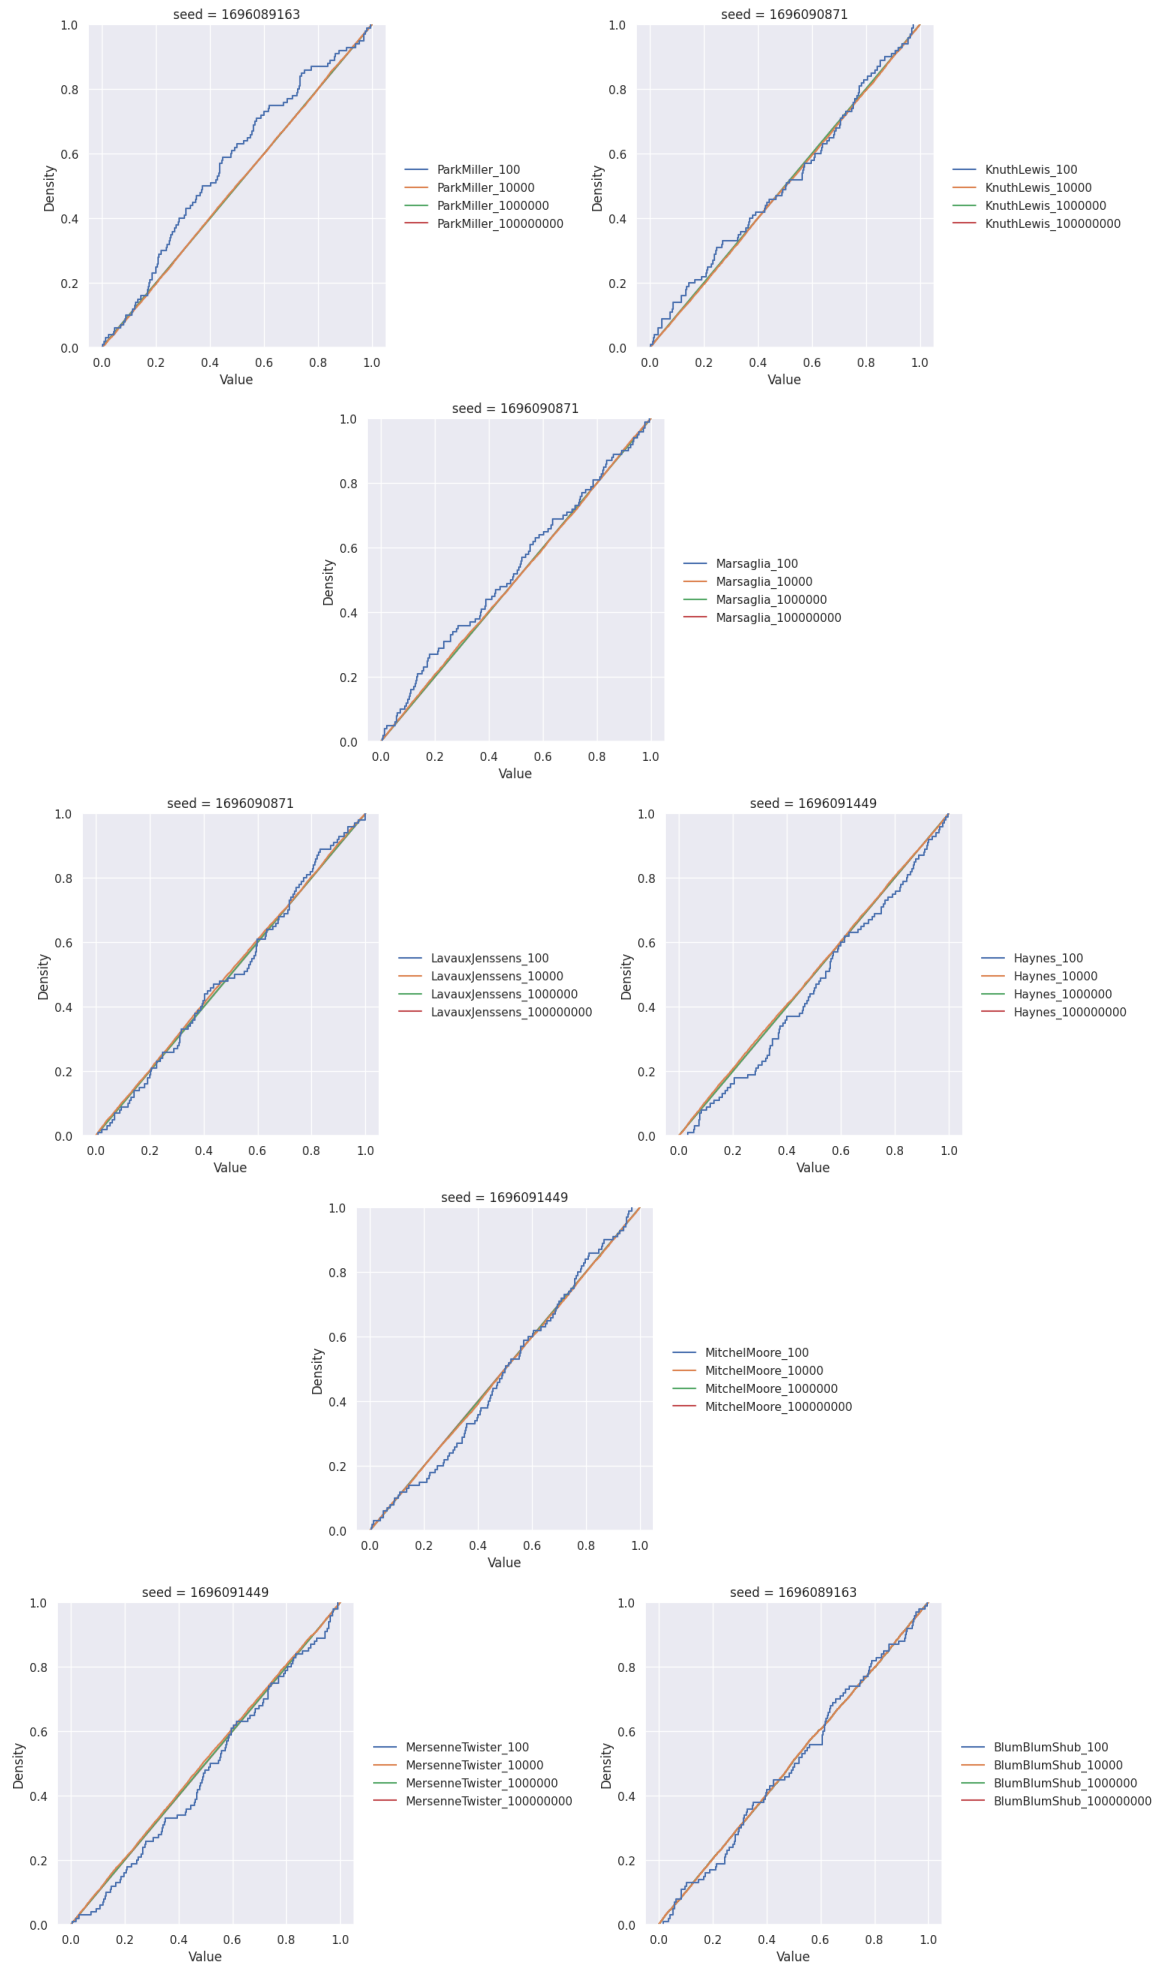 seed = 1696089163
1.0
0.8
0.6
0.4
0.2
0.0
Density
0.0 0.2 0.4 0.6 0.8 1.0
Value
ParkMiller_100
ParkMiller_10000
ParkMiller_1000000
ParkMiller_100000000
seed = 1696090871
1.0
0.8
0.6
0.4
0.2
0.0
Density
0.0 0.2 0.4 0.6 0.8 1.0
Value
KnuthLewis_100
KnuthLewis_10000
KnuthLewis_1000000
KnuthLewis_100000000
seed = 1696090871
1.0
0.8
0.6
0.4
0.2
0.0
Density
0.0 0.2 0.4 0.6 0.8 1.0
Value
Marsaglia_100
Marsaglia_10000
Marsaglia_1000000
Marsaglia_100000000
seed = 1696090871
1.0
0.8
0.6
0.4
0.2
0.0
Density
0.0 0.2 0.4 0.6 0.8 1.0
Value
LavauxJenssens_100
LavauxJenssens_10000
LavauxJenssens_1000000
LavauxJenssens_100000000
seed = 1696091449
1.0
0.8
0.6
0.4
0.2
0.0
Density
0.0 0.2 0.4 0.6 0.8 1.0
Value
Haynes_100
Haynes_10000
Haynes_1000000
Haynes_100000000
seed = 1696091449
1.0
0.8
0.6
0.4
0.2
0.0
Density
0.0 0.2 0.4 0.6 0.8 1.0
Value
MitchelMoore_100
MitchelMoore_10000
MitchelMoore_1000000
MitchelMoore_100000000
seed = 1696091449
1.0
0.8
0.6
0.4
0.2
0.0
Density
0.0 0.2 0.4 0.6 0.8 1.0
Value
MersenneTwister_100
MersenneTwister_10000
MersenneTwister_1000000
MersenneTwister_100000000
seed = 1696089163
1.0
0.8
0.6
0.4
0.2
0.0
Density
0.0 0.2 0.4 0.6 0.8 1.0
Value
BlumBlumShub_100
BlumBlumShub_10000
BlumBlumShub_1000000
BlumBlumShub_100000000